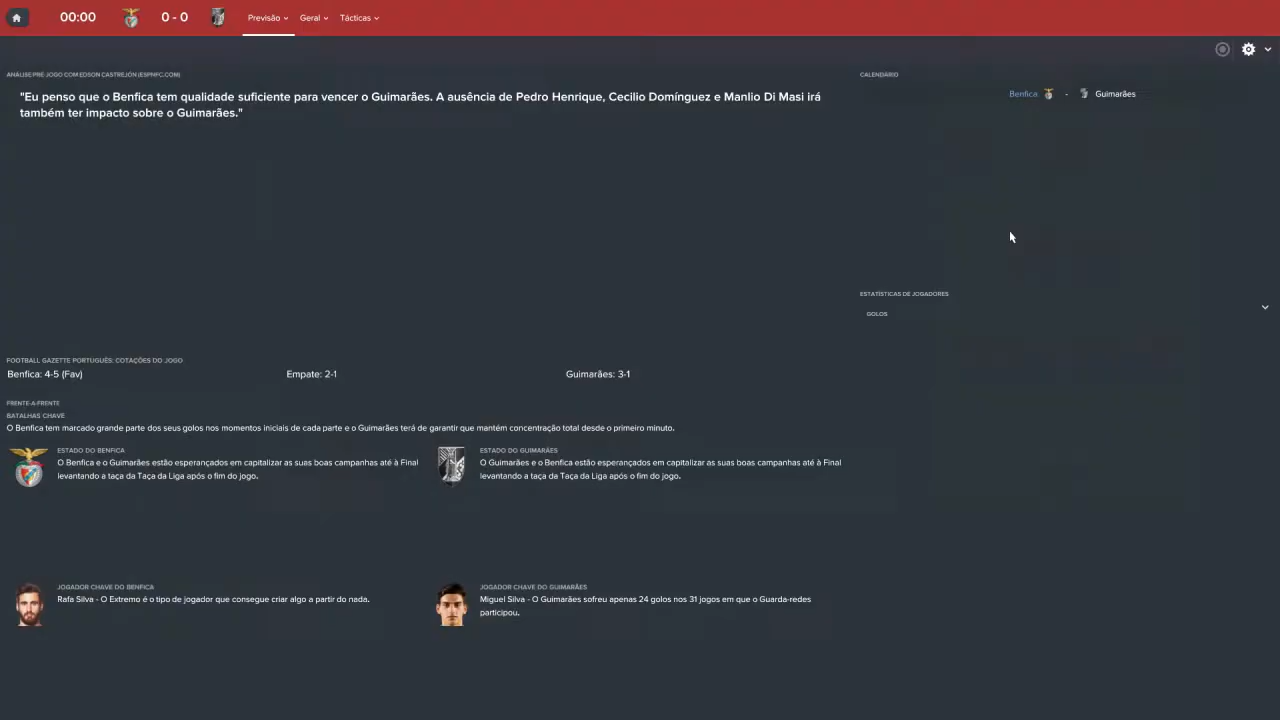 00:00
0 - 0
Previsão
Geral
Tácticas
ANÁLISE PRÉ-JOGO COM EDSON CASTREJÓN (ESPNFC.COM)
"Eu penso que o Benfica tem qualidade suficiente para vencer o Guimarães. A ausência de Pedro Henrique, Cecilio Domínguez e Manlio Di Masi irá
também ter impacto sobre o Guimarães."
CALENDÁRIO
Benfica - Guimarães
ESTATÍSTICAS DE JOGADORES
GOLOS
FOOTBALL GAZETTE PORTUGUÊS: COTAÇÕES DO JOGO
Benfica: 4-5 (Fav)
Empate: 2-1
Guimarães: 3-1
FRENTE-A-FRENTE
BATALHAS CHAVE
O Benfica tem marcado grande parte dos seus golos nos momentos iniciais de cada parte e o Guimarães terá de garantir que mantém concentração total desde o primeiro minuto.
ESTADO DO BENFICA
O Benfica e o Guimarães estão esperançados em capitalizar as suas boas campanhas até à Final
levantando a taça da Taça da Liga após o fim do jogo.
ESTADO DO GUIMARÃES
O Guimarães e o Benfica estão esperançados em capitalizar as suas boas campanhas até à Final
levantando a taça da Taça da Liga após o fim do jogo.
JOGADOR CHAVE DO BENFICA
Rafa Silva - O Extremo é o tipo de jogador que consegue criar algo a partir do nada.
JOGADOR CHAVE DO GUIMARÃES
Miguel Silva - O Guimarães sofreu apenas 24 golos nos 31 jogos em que o Guarda-redes
participou.